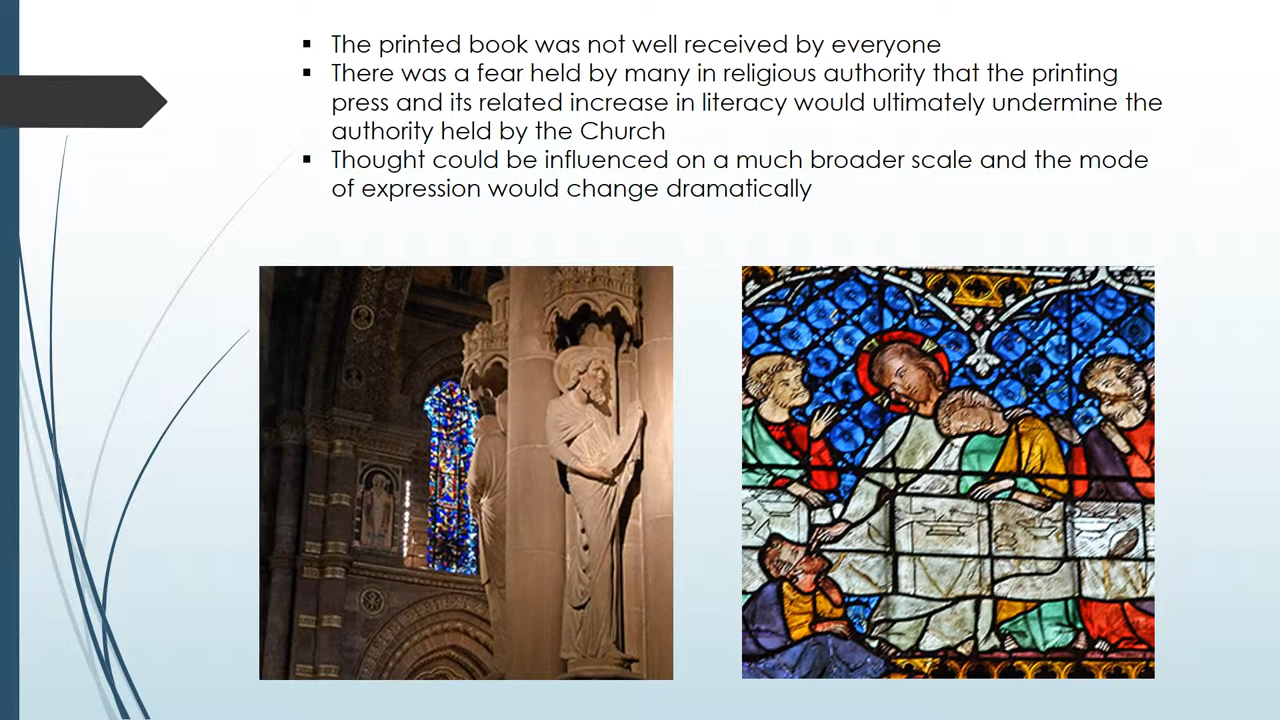 ▪ The printed book was not well received by everyone
▪ There was a fear held by many in religious authority that the printing
press and its related increase in literacy would ultimately undermine the
authority held by the Church
▪ Thought could be influenced on a much broader scale and the mode
of expression would change dramatically